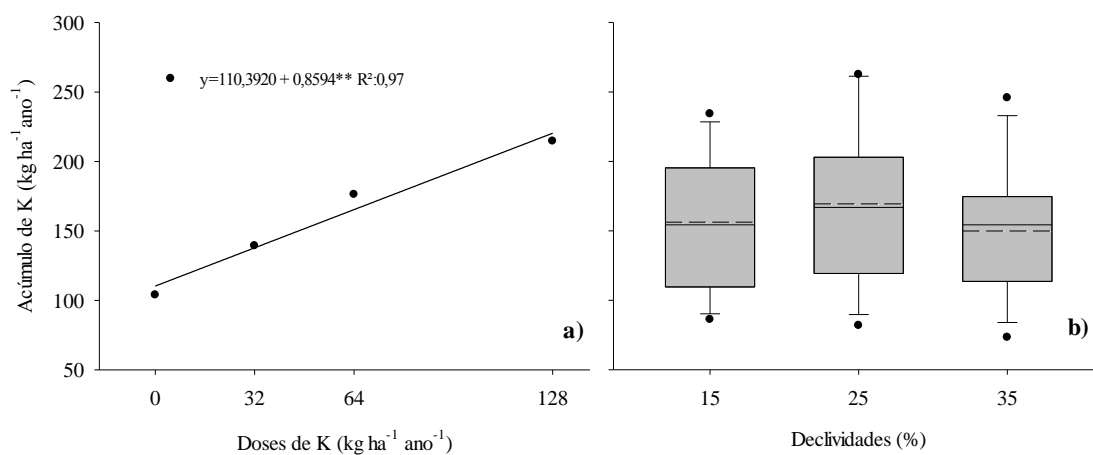 Acúmulo de K (kg ha⁻¹ ano⁻¹)
300
250
200
150
100
50
y=110,3920 + 0,8594** R²:0,97
a)
0 32 64 128
Doses de K (kg ha⁻¹ ano⁻¹)
b)
15 25 35
Declividades (%)